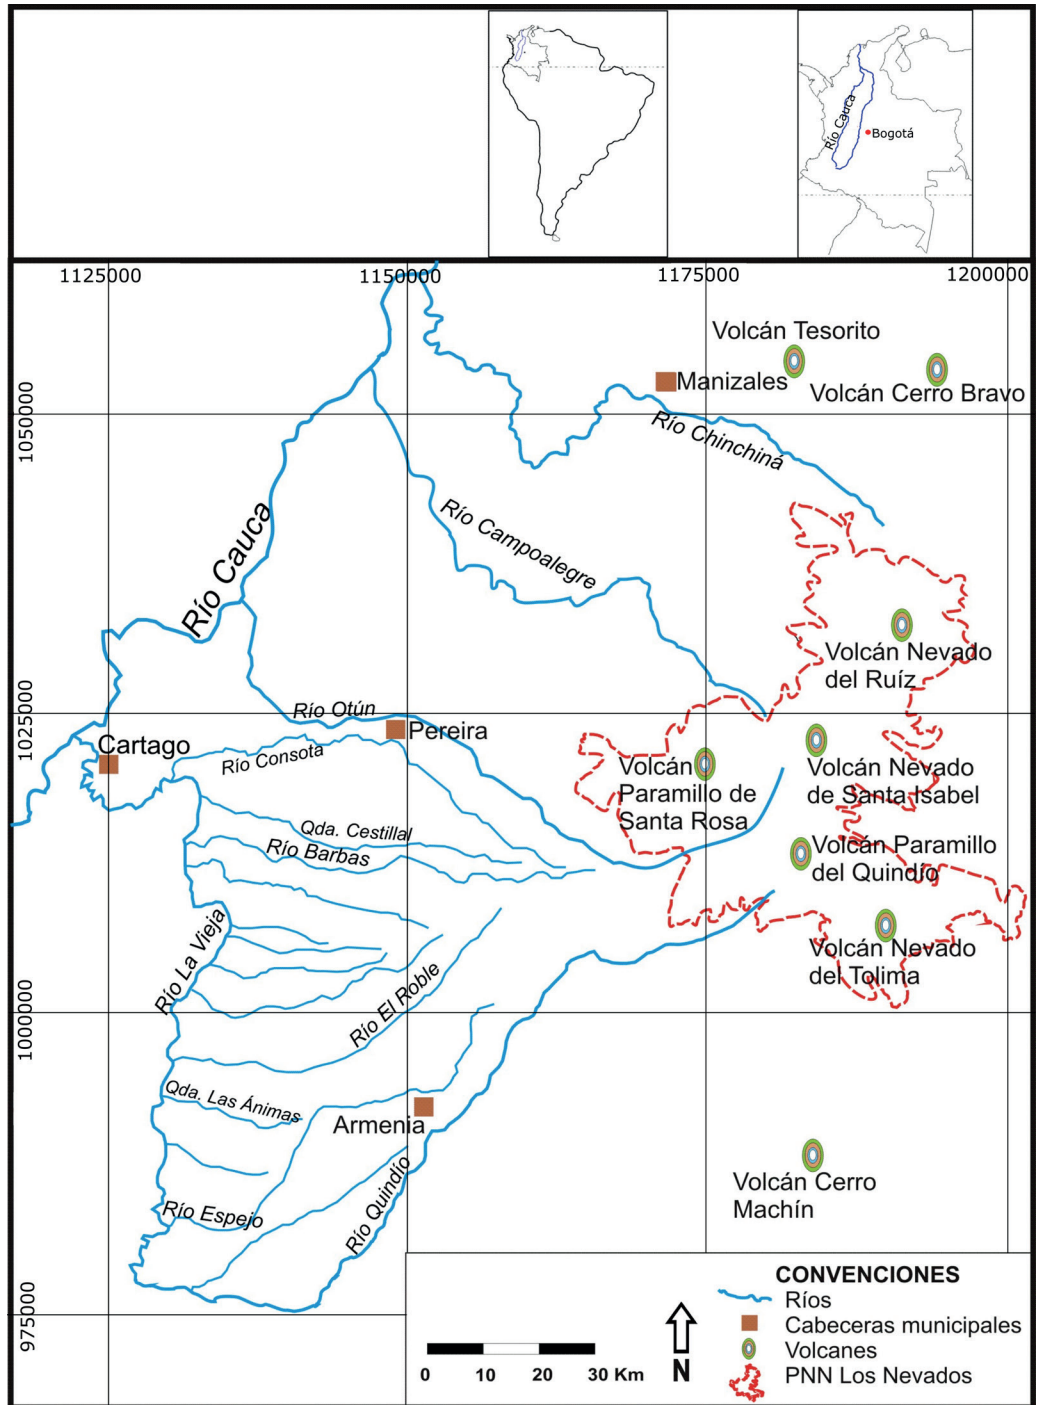 Río Cauca
Bogotá
1125000
1150000
1175000
1200000
Volcán Tesorito
Manizales
Volcán Cerro Bravo
1050000
Río Chinchiná
Río Cauca
Río Campoalegre
Volcán Nevado
del Ruíz
1025000
Río Otún
Pereira
Cartago
Río Consota
Volcán
Paramillo de
Santa Rosa
Volcán Nevado
de Santa Isabel
Qda. Cestillal
Río Barbas
Volcán Paramillo
del Quindío
Río La Vieja
Volcán Nevado
del Tolima
Río El Roble
1000000
Qda. Las Ánimas
Armenia
Río Quindío
Río Espejo
Volcán Cerro
Machín
975000
CONVENCIONES
Ríos
Cabeceras municipales
Volcanes
PNN Los Nevados
N
0 10 20 30 Km